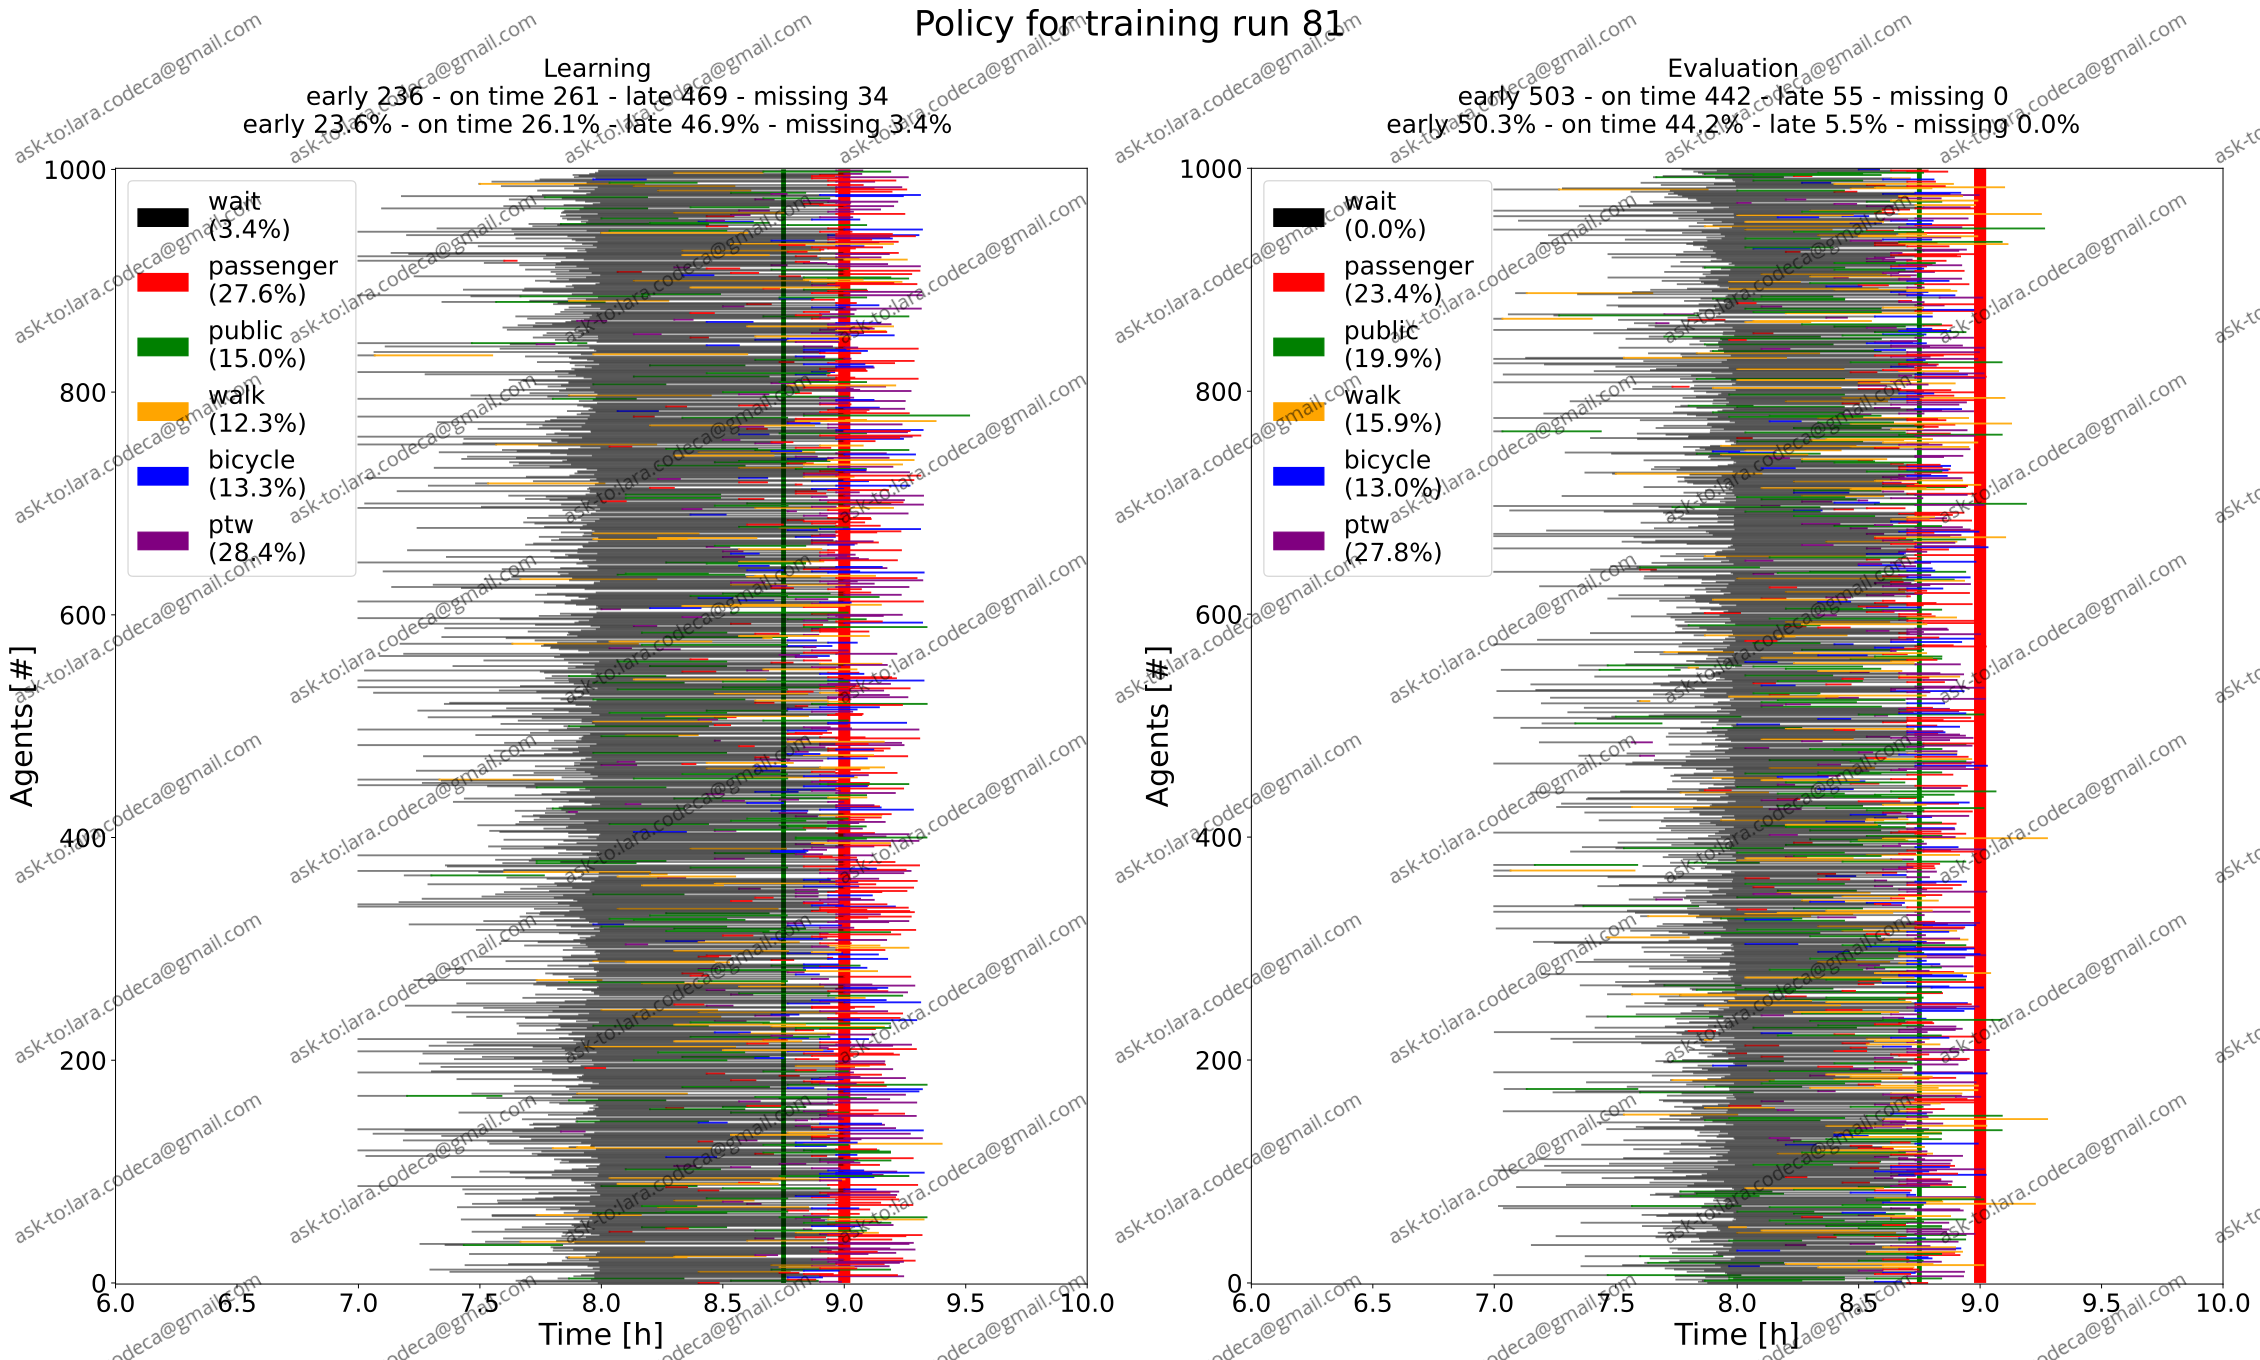 Policy for training run 81
Learning
early 236 - on time 261 - late 469 - missing 34
early 23.6% - on time 26.1% - late 46.9% - missing 3.4%
Evaluation
early 503 - on time 442 - late 55 - missing 0
early 50.3% - on time 44.2% - late 5.5% - missing 0.0%
Agents [#]
1000
800
600
400
200
0
wait
(3.4%)
passenger
(27.6%)
public
(15.0%)
walk
(12.3%)
bicycle
(13.3%)
ptw
(28.4%)
6.0 6.5 7.0 7.5 8.0 8.5 9.0 9.5 10.0
Time [h]
Agents [#]
1000
800
600
400
200
0
wait
(0.0%)
passenger
(23.4%)
public
(19.9%)
walk
(15.9%)
bicycle
(13.0%)
ptw
(27.8%)
6.0 6.5 7.0 7.5 8.0 8.5 9.0 9.5 10.0
Time [h]
ask-to:lara.codeca@gmail.com